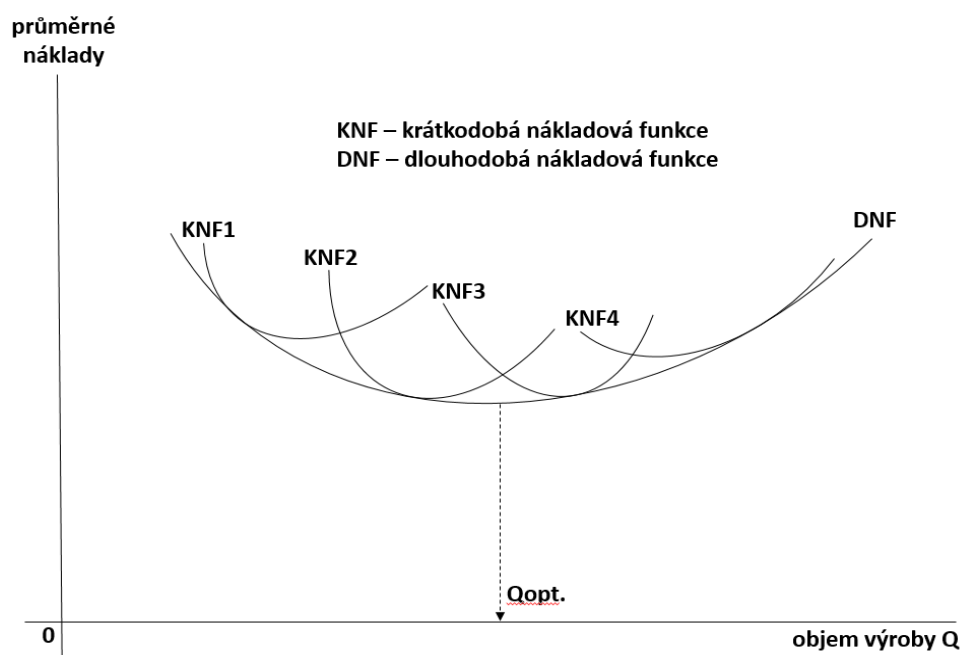 průměrné
náklady
KNF – krátkodobá nákladová funkce
DNF – dlouhodobá nákladová funkce
KNF1
KNF2
KNF3
KNF4
DNF
Qopt.
0
objem výroby Q